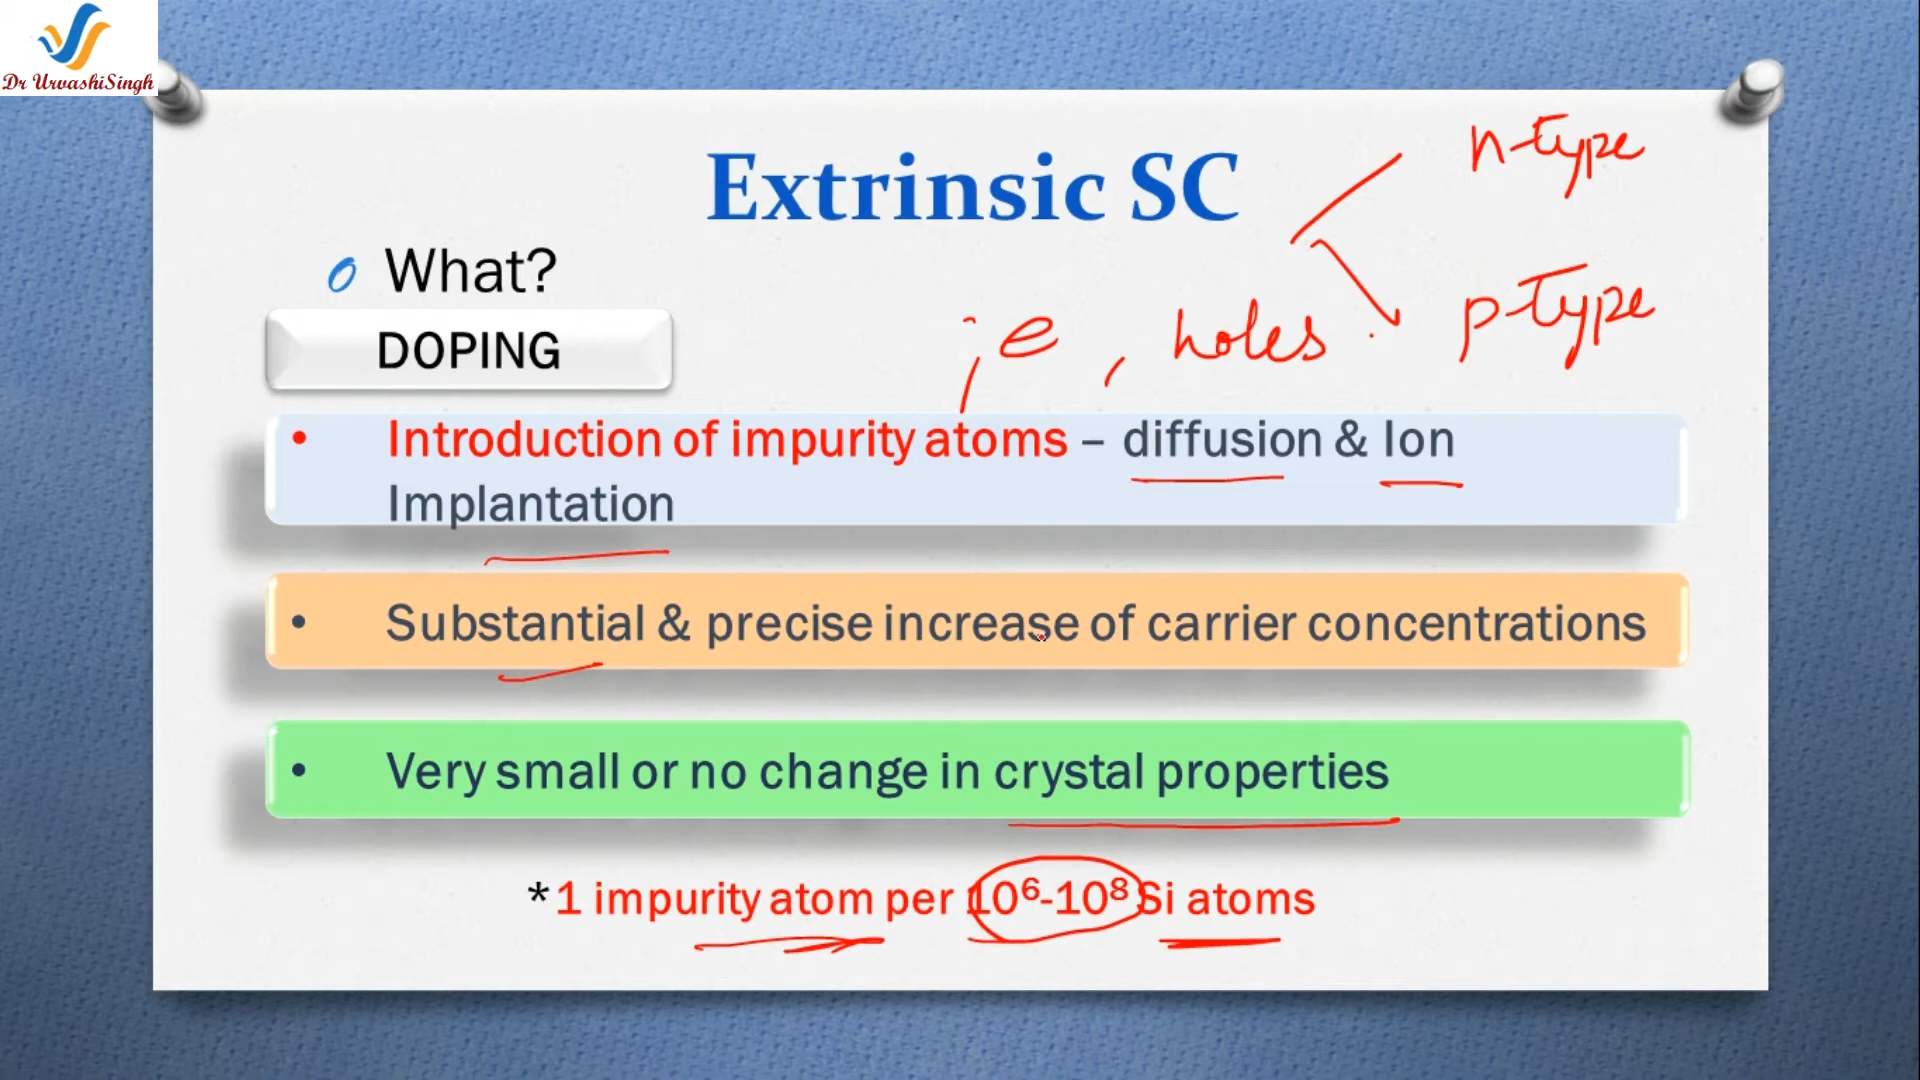 Dr UrvashiSingh
Extrinsic SC
n-type
What?
DOPING
e, holes
p-type
• Introduction of impurity atoms – diffusion & Ion
Implantation
• Substantial & precise increase of carrier concentrations
• Very small or no change in crystal properties
*1 impurity atom per 10⁶-10⁸ Si atoms